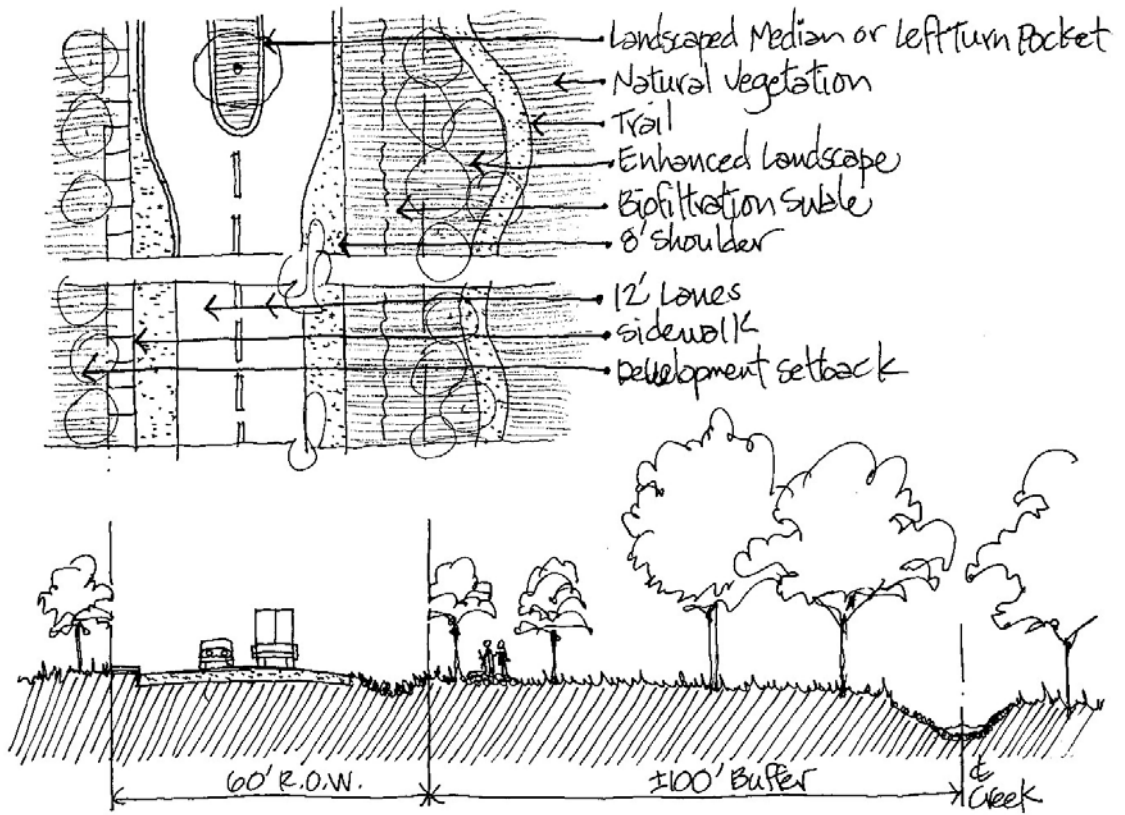 Landscaped Median or Left Turn Pocket
Natural Vegetation
Trail
Enhanced Landscape
Biofiltration Swale
8' Shoulder
12' Lanes
Sidewalk
Development Setback
60' R.O.W.
±100' Buffer
℄
Creek